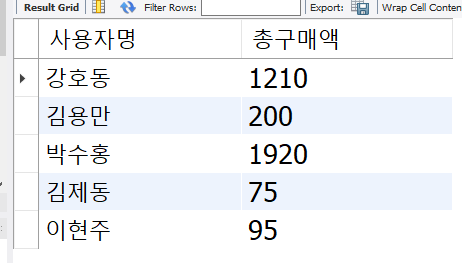 Result Grid Filter Rows: Export: Wrap Cell Conten
사용자명 총구매액
강호동 1210
김용만 200
박수홍 1920
김제동 75
이현주 95